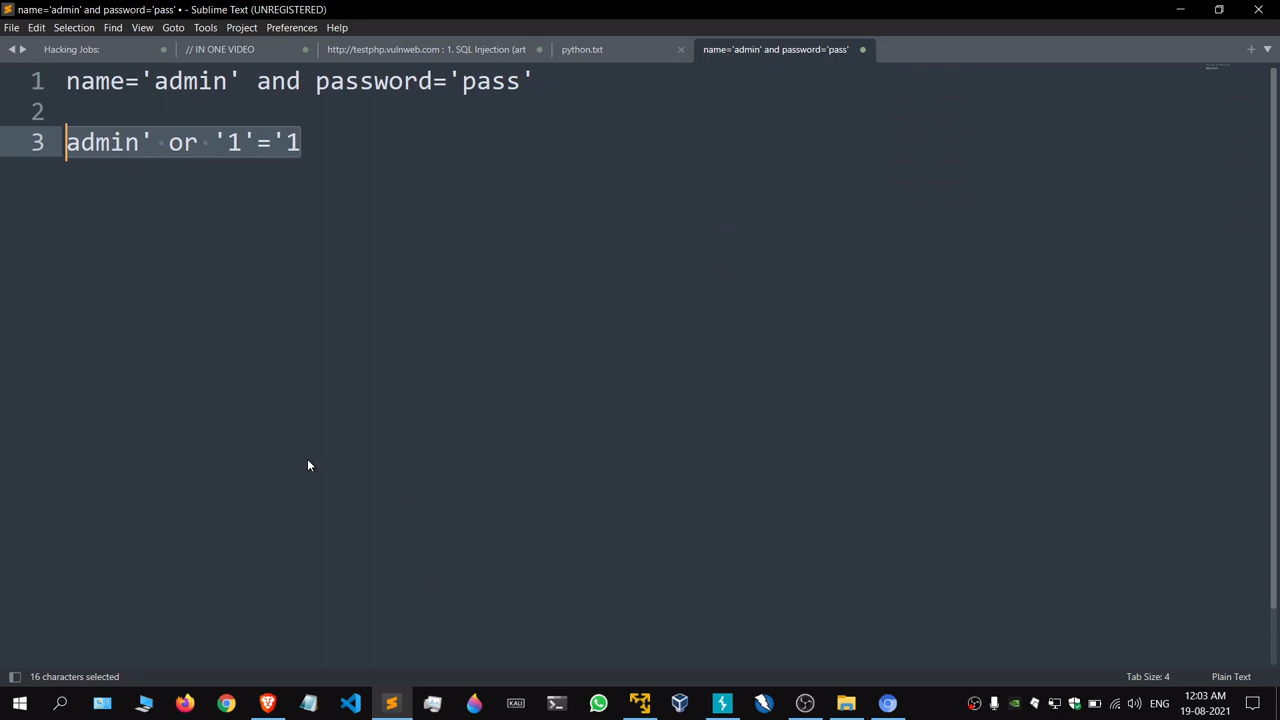 name='admin' and password='pass' • - Sublime Text (UNREGISTERED)
File Edit Selection View Goto Tools Project Preferences Help
Hacking Jobs: // IN ONE VIDEO http://testphp.vulnweb.com : 1. SQL Injection (art python.txt name='admin' and password='pass'
1 name='admin' and password='pass'
2
3 admin' or '1'='1
16 characters selected Tab Size: 4 Plain Text
KALI ENG 12:03 AM
19-08-2021